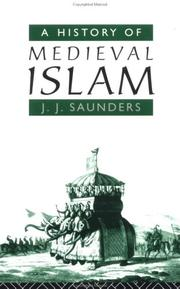 A HISTORY OF
MEDIEVAL
ISLAM
J. J. SAUNDERS